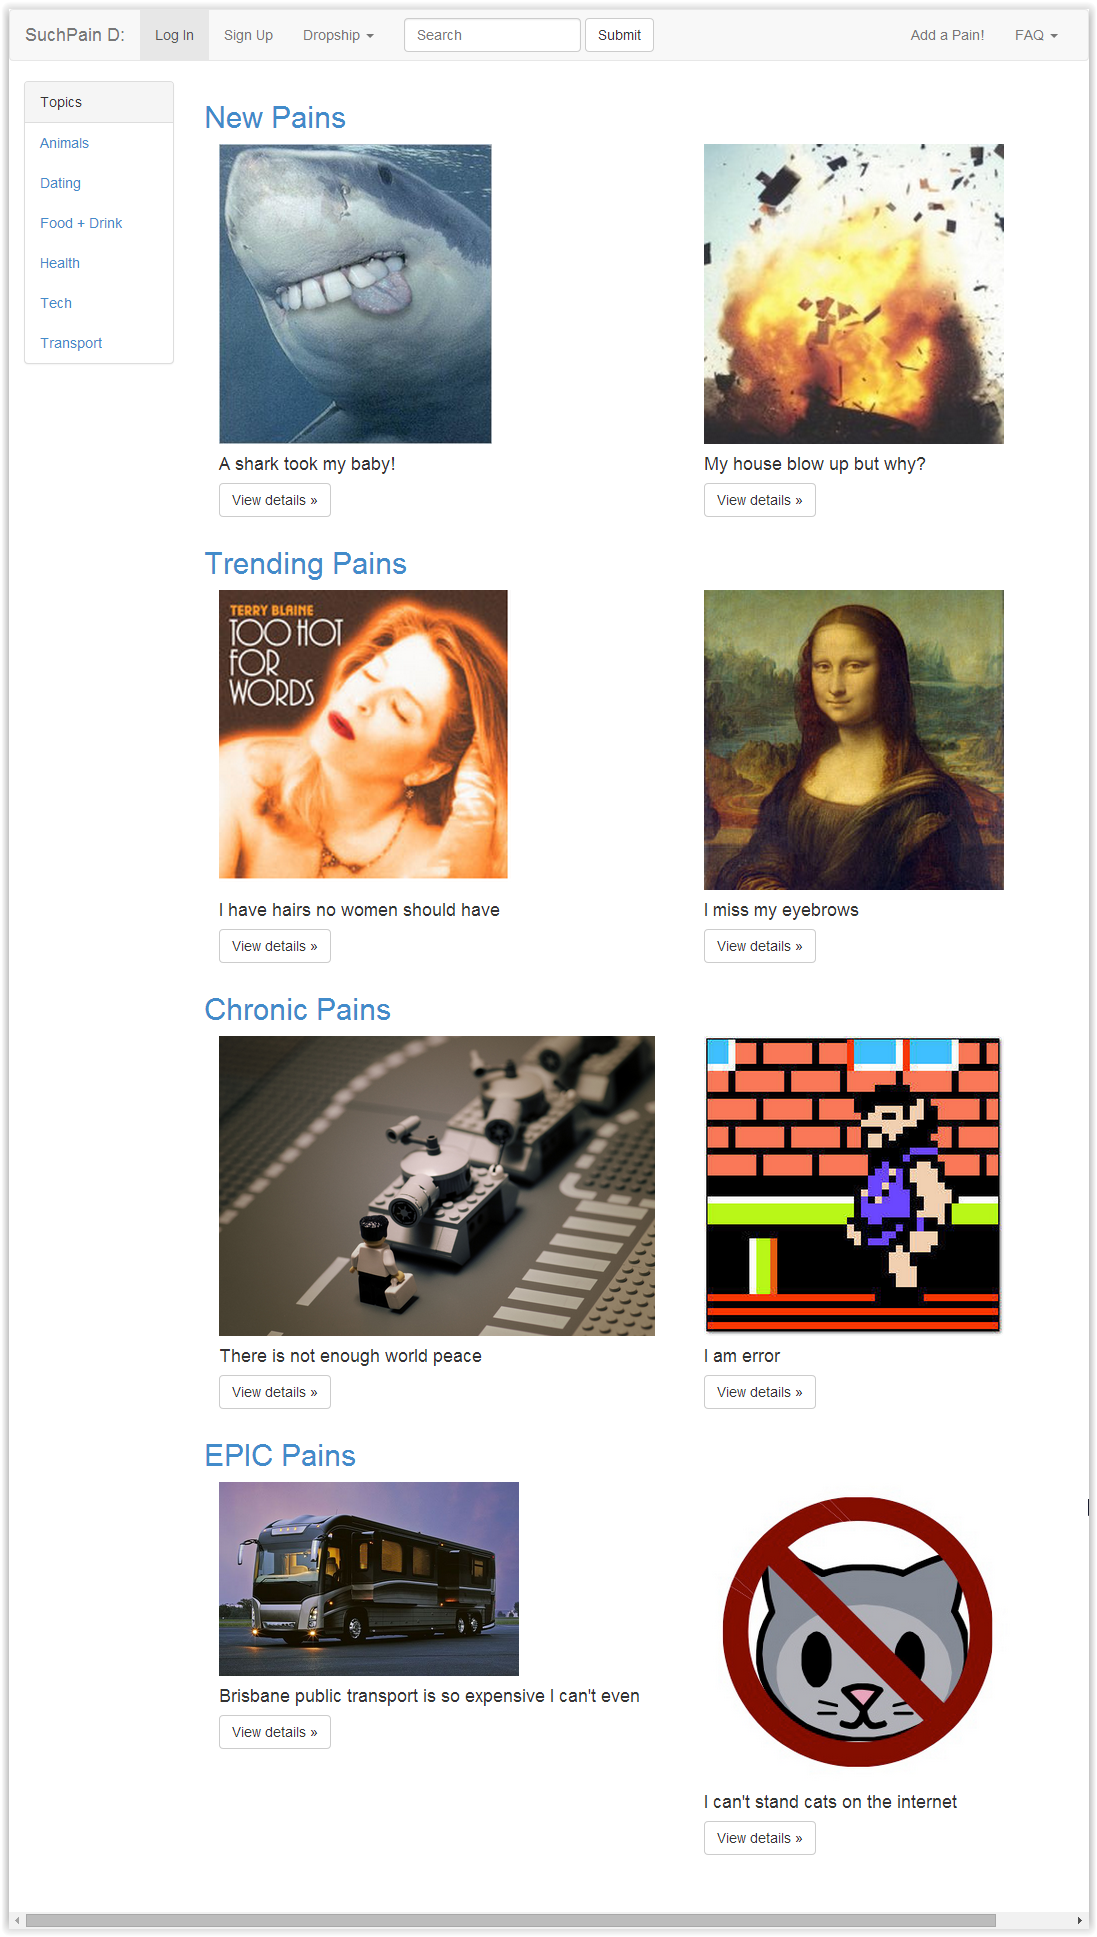 SuchPain D: Log In Sign Up Dropship Search Submit Add a Pain! FAQ
Topics
Animals
Dating
Food + Drink
Health
Tech
Transport
New Pains
A shark took my baby!
My house blow up but why?
View details »
View details »
Trending Pains
TERRY BLAINE
TOO HOT
FOR
WORDS
I have hairs no women should have
I miss my eyebrows
View details »
View details »
Chronic Pains
There is not enough world peace
I am error
View details »
View details »
EPIC Pains
Brisbane public transport is so expensive I can't even
View details »
I can't stand cats on the internet
View details »